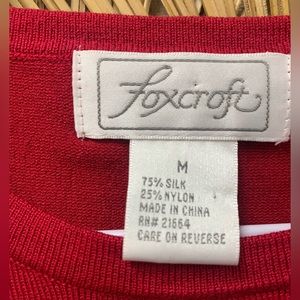 Foxcroft
M
75% SILK
25% NYLON
MADE IN CHINA
RN# 21664
CARE ON REVERSE